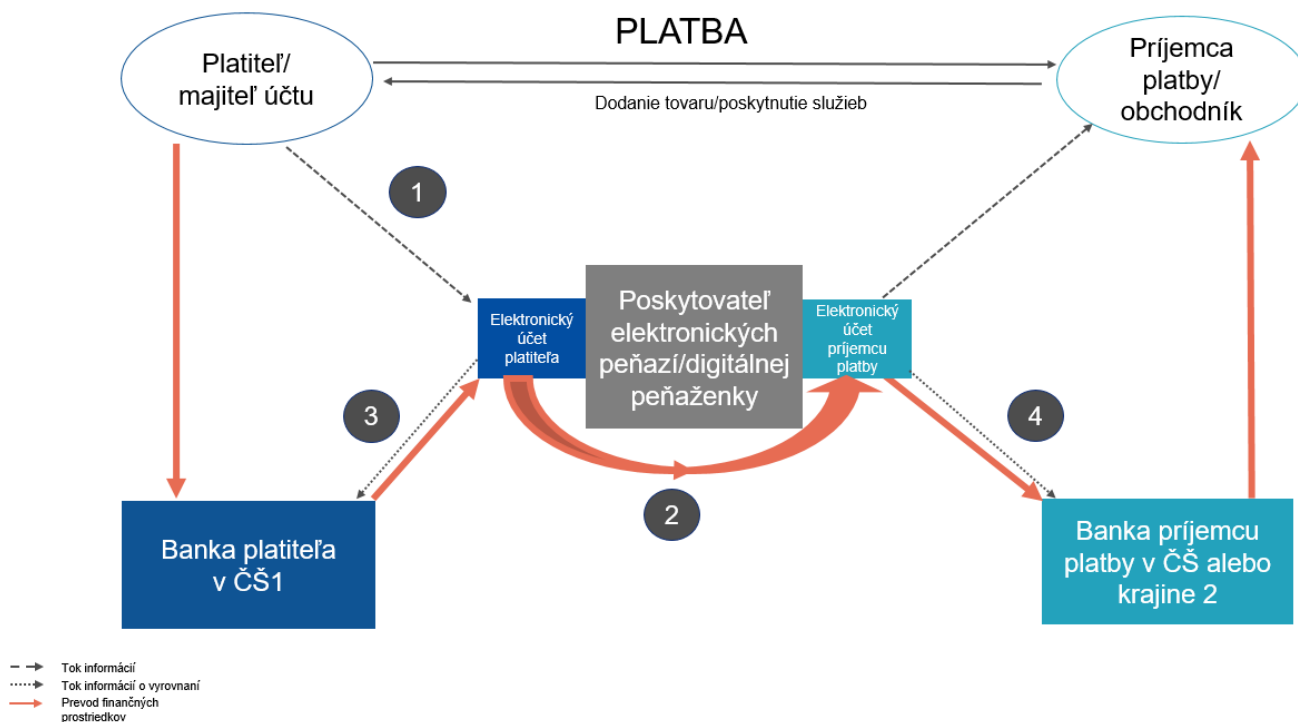 PLATBA
Platiteľ/
majiteľ účtu
Príjemca
platby/
obchodník
Dodanie tovaru/poskytnutie služieb
1
Elektronický
účet
platiteľa
Poskytovateľ
elektronických
peňazí/digitálnej
peňaženky
Elektronický
účet
príjemcu
platby
3
4
2
Banka platiteľa
v ČŠ1
Banka príjemcu
platby v ČŠ alebo
krajine 2
Tok informácií
Tok informácií o vyrovnaní
Prevod finančných
prostriedkov